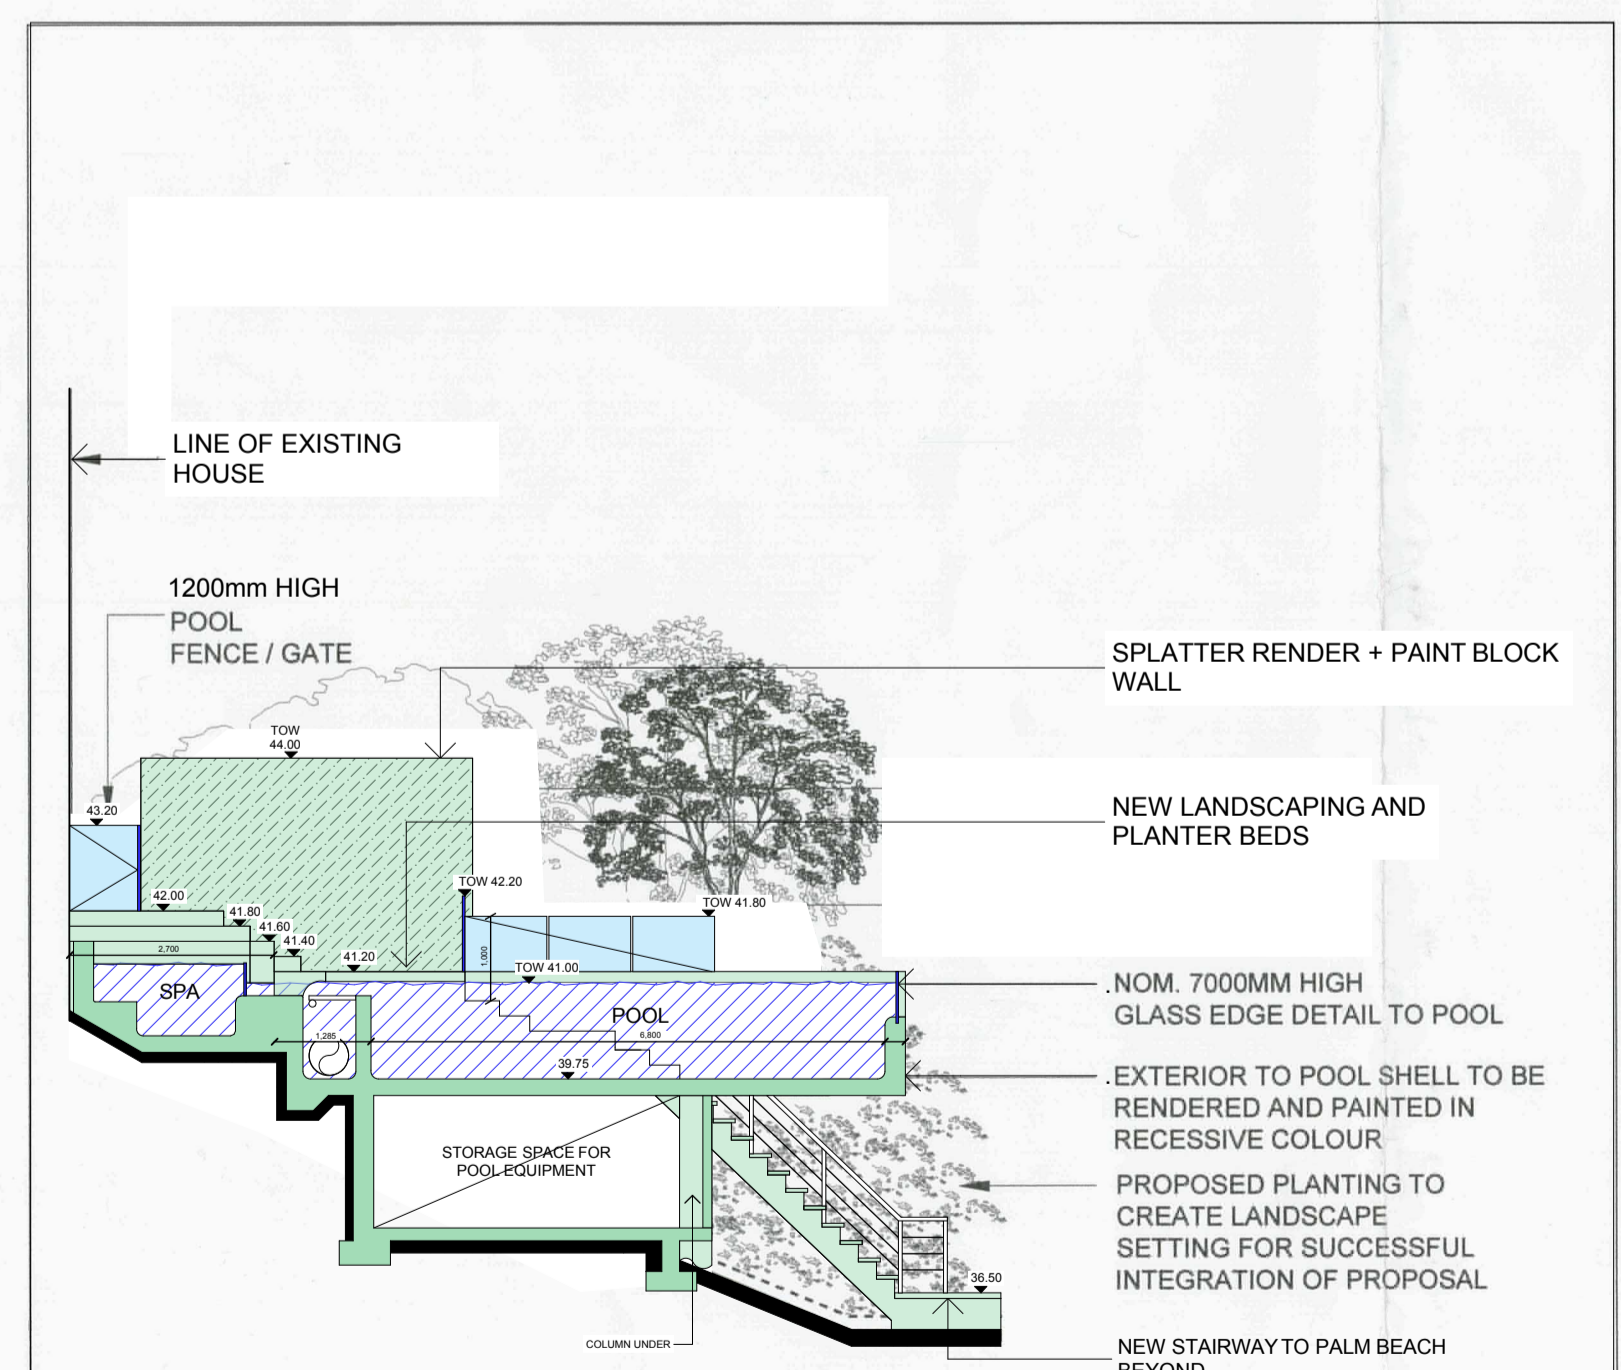 LINE OF EXISTING
HOUSE
1200mm HIGH
POOL
FENCE / GATE
SPLATTER RENDER + PAINT BLOCK
WALL
TOW
44.00
43.20
NEW LANDSCAPING AND
PLANTER BEDS
TOW 42.20
42.00
TOW 41.80
41.80
41.60
41.40
2,700
41.20
1,000
TOW 41.00
SPA
POOL
.NOM. 7000MM HIGH
GLASS EDGE DETAIL TO POOL
1,285
6,800
39.75
.EXTERIOR TO POOL SHELL TO BE
RENDERED AND PAINTED IN
RECESSIVE COLOUR
STORAGE SPACE FOR
POOL EQUIPMENT
PROPOSED PLANTING TO
CREATE LANDSCAPE
SETTING FOR SUCCESSFUL
INTEGRATION OF PROPOSAL
36.50
COLUMN UNDER
NEW STAIRWAY TO PALM BEACH
BEYOND